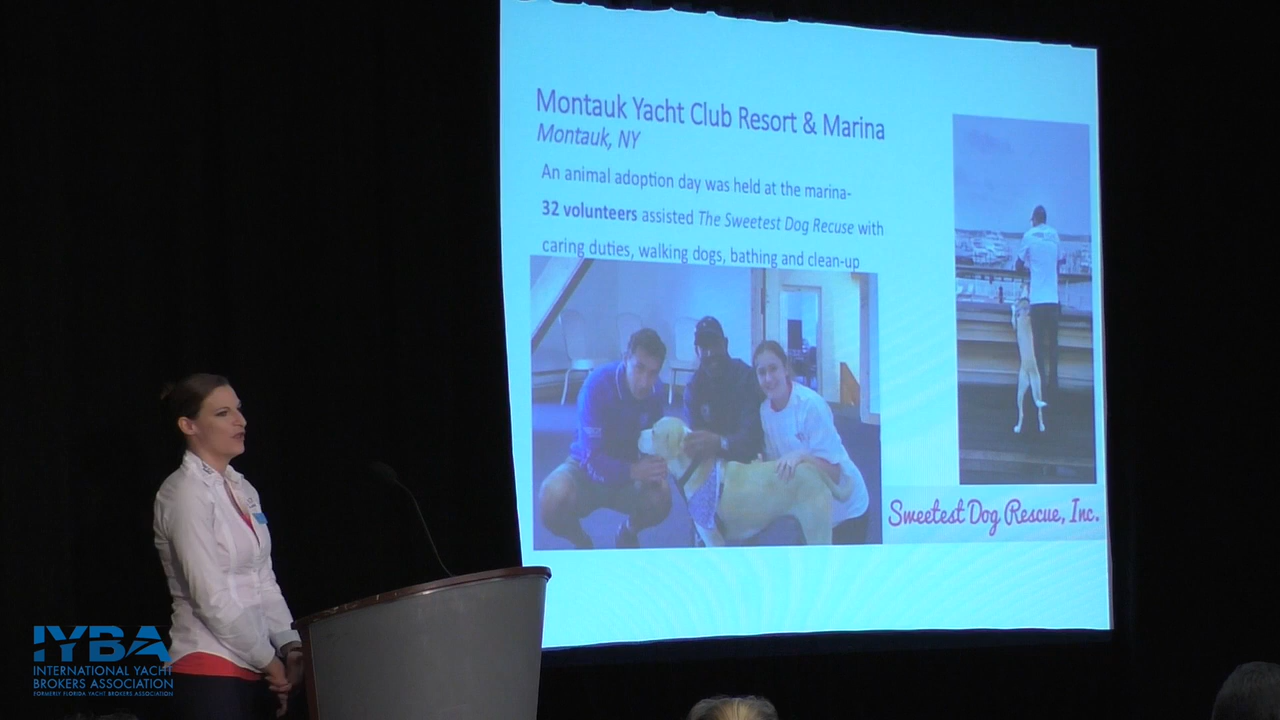 Montauk Yacht Club Resort & Marina
Montauk, NY
An animal adoption day was held at the marina-
32 volunteers assisted The Sweetest Dog Recuse with
caring duties, walking dogs, bathing and clean-up
Sweetest Dog Rescue, Inc.
IYBA
INTERNATIONAL YACHT
BROKERS ASSOCIATION
FORMERLY FLORIDA YACHT BROKERS ASSOCIATION